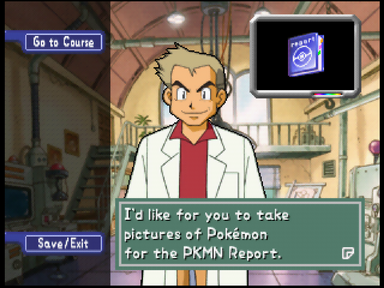 Go to Course
report
I'd like for you to take
pictures of Pokémon
for the PKMN Report.
Save/Exit